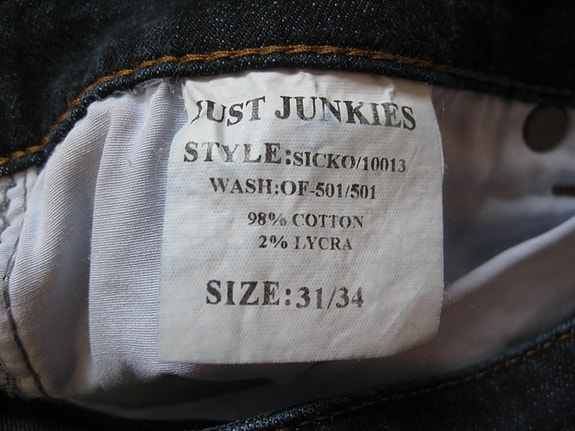 JUST JUNKIES
STYLE:SICKO/10013
WASH:OF-501/501
98% COTTON
2% LYCRA
SIZE:31/34